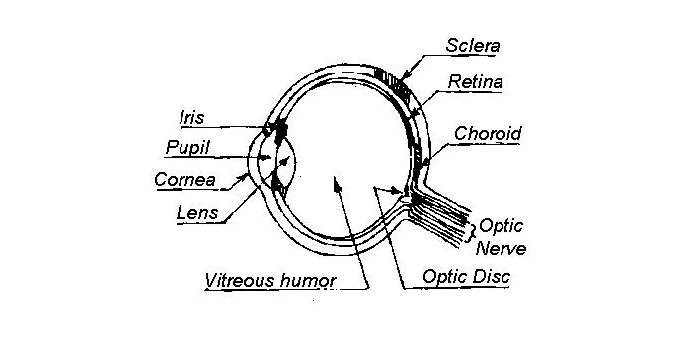 Sclera
Retina
Iris
Choroid
Pupil
Cornea
Lens
Optic
Nerve
Vitreous humor
Optic Disc